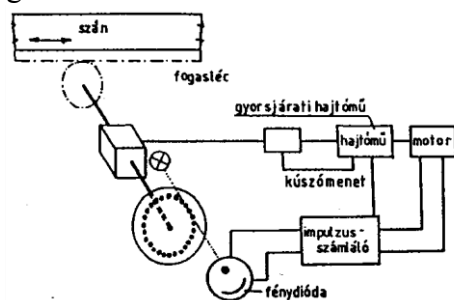 szán
fogasléc
gyorsjárati hajtómű
hajtómű
motor
kúszómenet
impulzus-
számláló
fénydióda